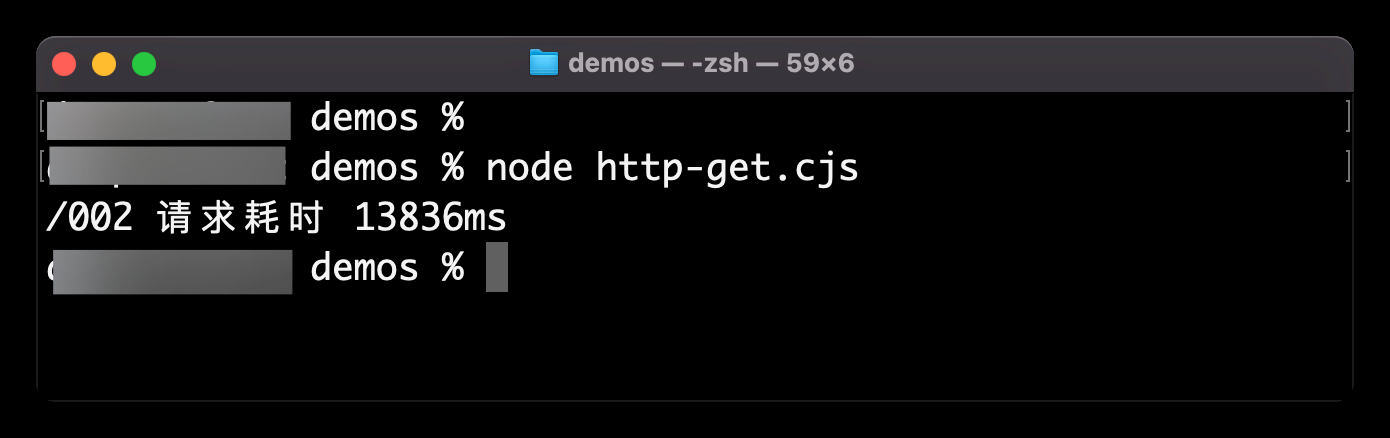 demos — -zsh — 59×6
demos %
demos % node http-get.cjs
/002 请求耗时 13836ms
demos %